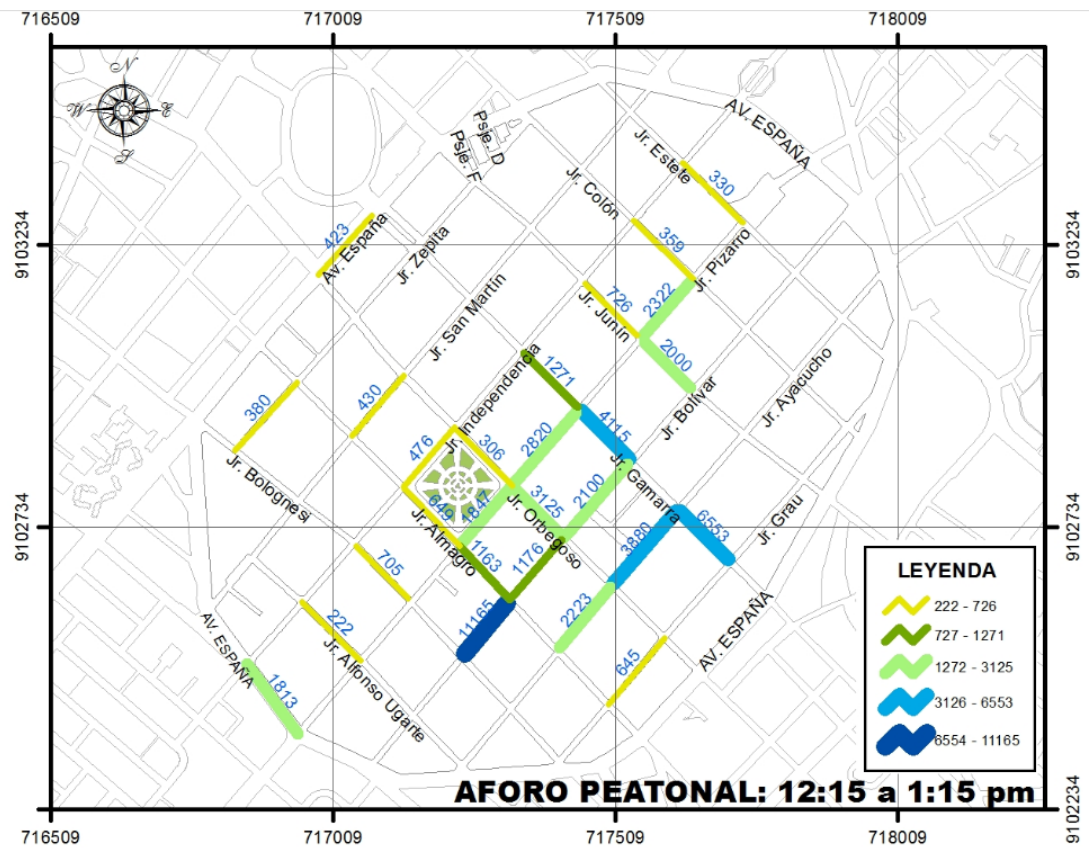 716509 717009 717509 718009
N
W E
S
AV. ESPAÑA
Psje. D
Psje. F
Jr. Estete
330
Jr. Colón
9103234
9103234
423
Av. España
Jr. Zepita
359
Jr. Pizarro
Jr. San Martín
726
2322
Jr. Junín
2000
Jr. Independencia
1271
Jr. Ayacucho
380
430
Jr. Bolívar
4115
2820
476
306
Jr. Bolognesi
Jr. Gamarra
649
1847
3125
2100
Jr. Orbegoso
9102734
9102734
Jr. Almagro
1163
1176
3880
6553
Jr. Grau
705
LEYENDA
222 - 726
727 - 1271
1272 - 3125
3126 - 6553
6554 - 11165
222
11165
2223
AV. ESPAÑA
AV. ESPAÑA
645
Jr. Alfonso Ugarte
1813
AFORO PEATONAL: 12:15 a 1:15 pm
9102234
9102234
716509 717009 717509 718009